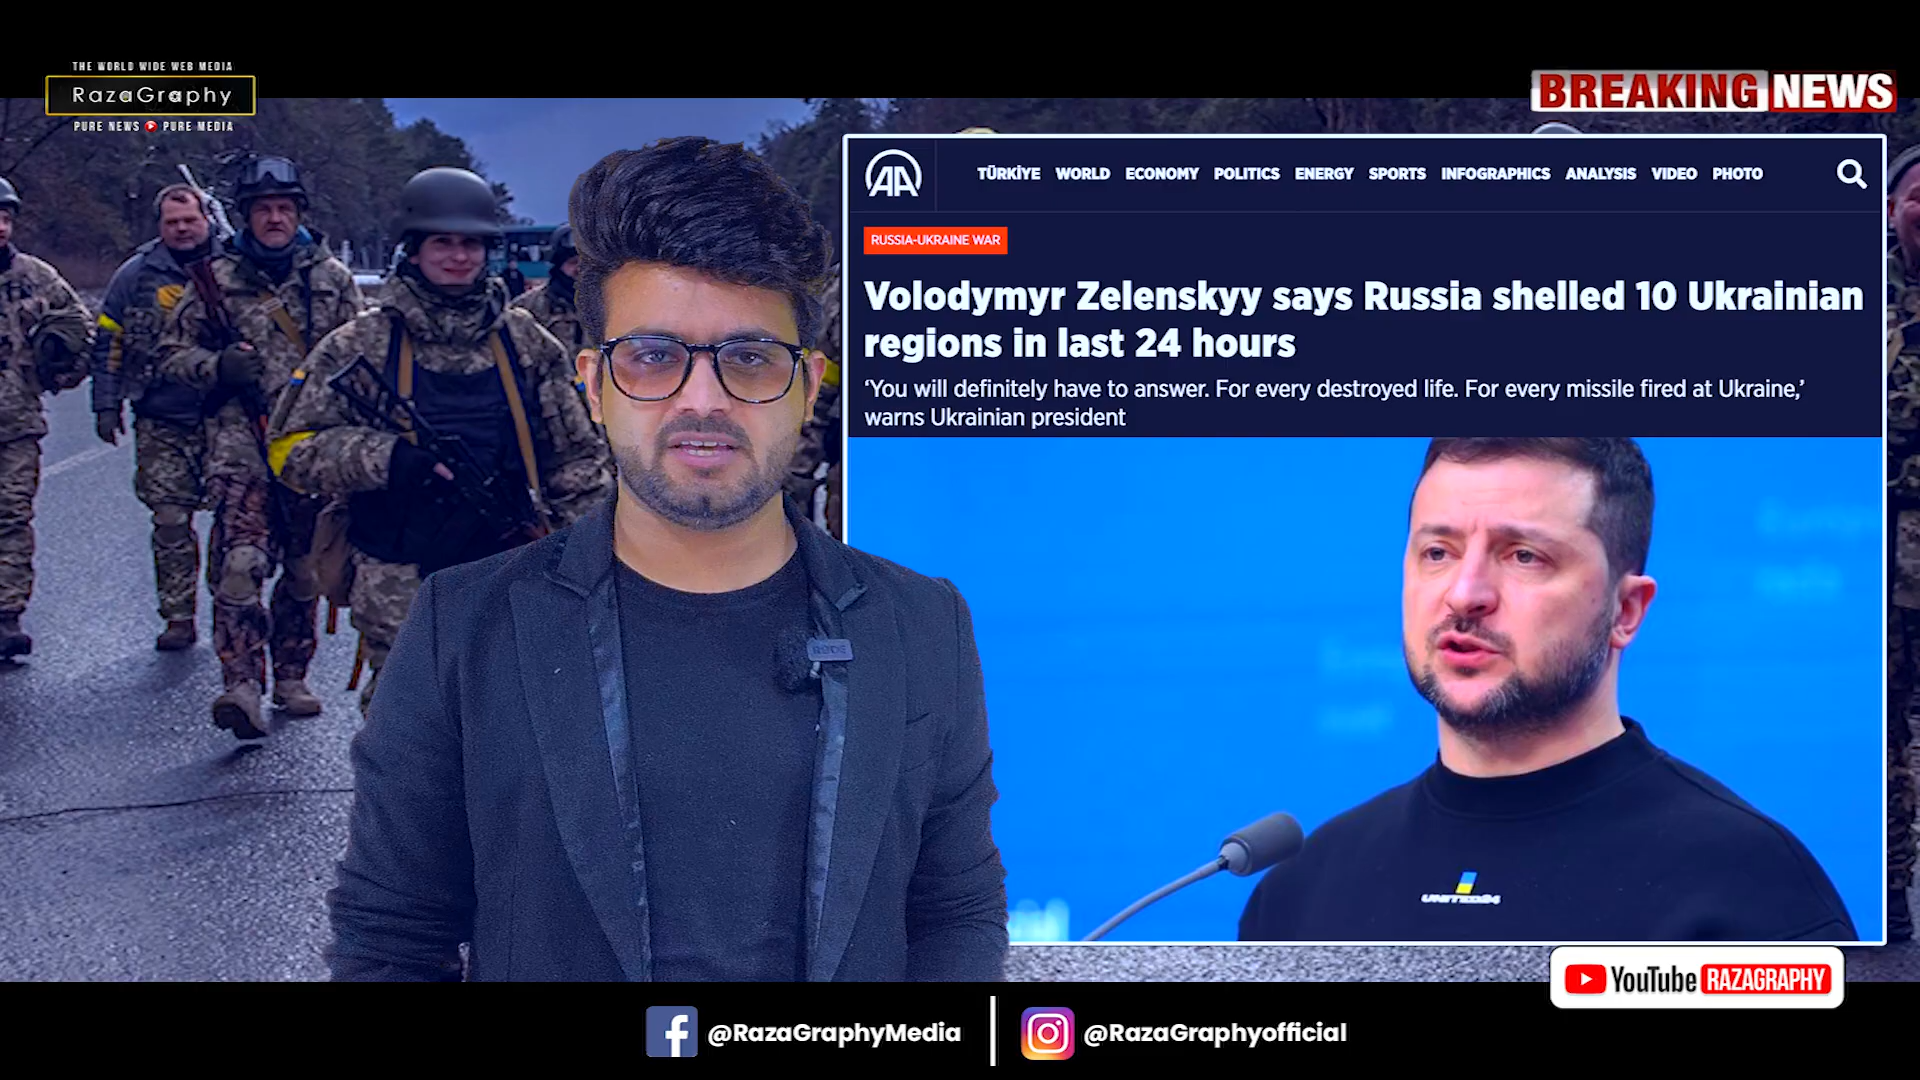 THE WORLD WIDE WEB MEDIA
RazaGraphy
PURE NEWS PURE MEDIA
BREAKING NEWS
AA
TÜRKİYE WORLD ECONOMY POLITICS ENERGY SPORTS INFOGRAPHICS ANALYSIS VIDEO PHOTO
RUSSIA-UKRAINE WAR
Volodymyr Zelenskyy says Russia shelled 10 Ukrainian
regions in last 24 hours
‘You will definitely have to answer. For every destroyed life. For every missile fired at Ukraine,’
warns Ukrainian president
RODE
UNITED24
YouTube RAZAGRAPHY
@RazaGraphyMedia
@RazaGraphyofficial